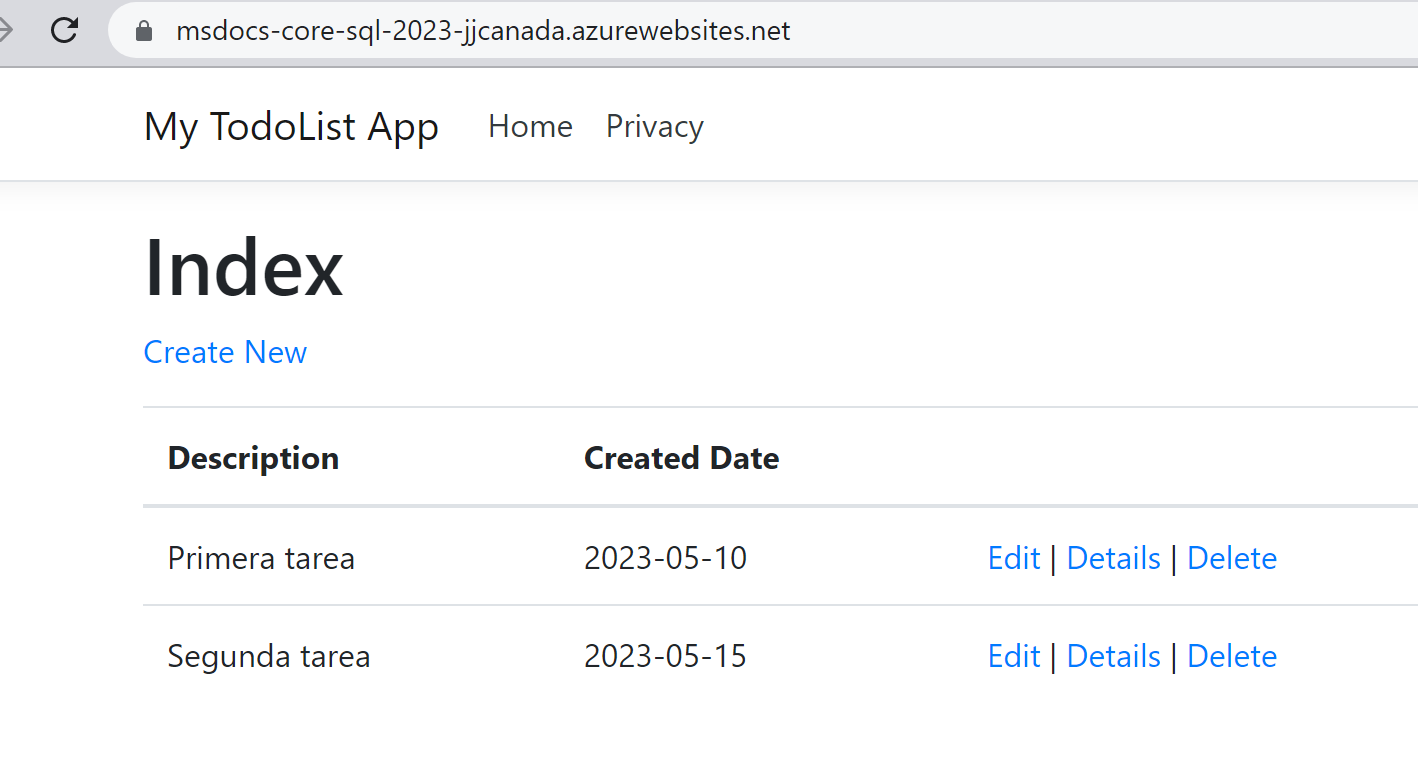 msdocs-core-sql-2023-jjcanada.azurewebsites.net
My TodoList App Home Privacy
Index
Create New
Description Created Date
Primera tarea 2023-05-10 Edit | Details | Delete
Segunda tarea 2023-05-15 Edit | Details | Delete